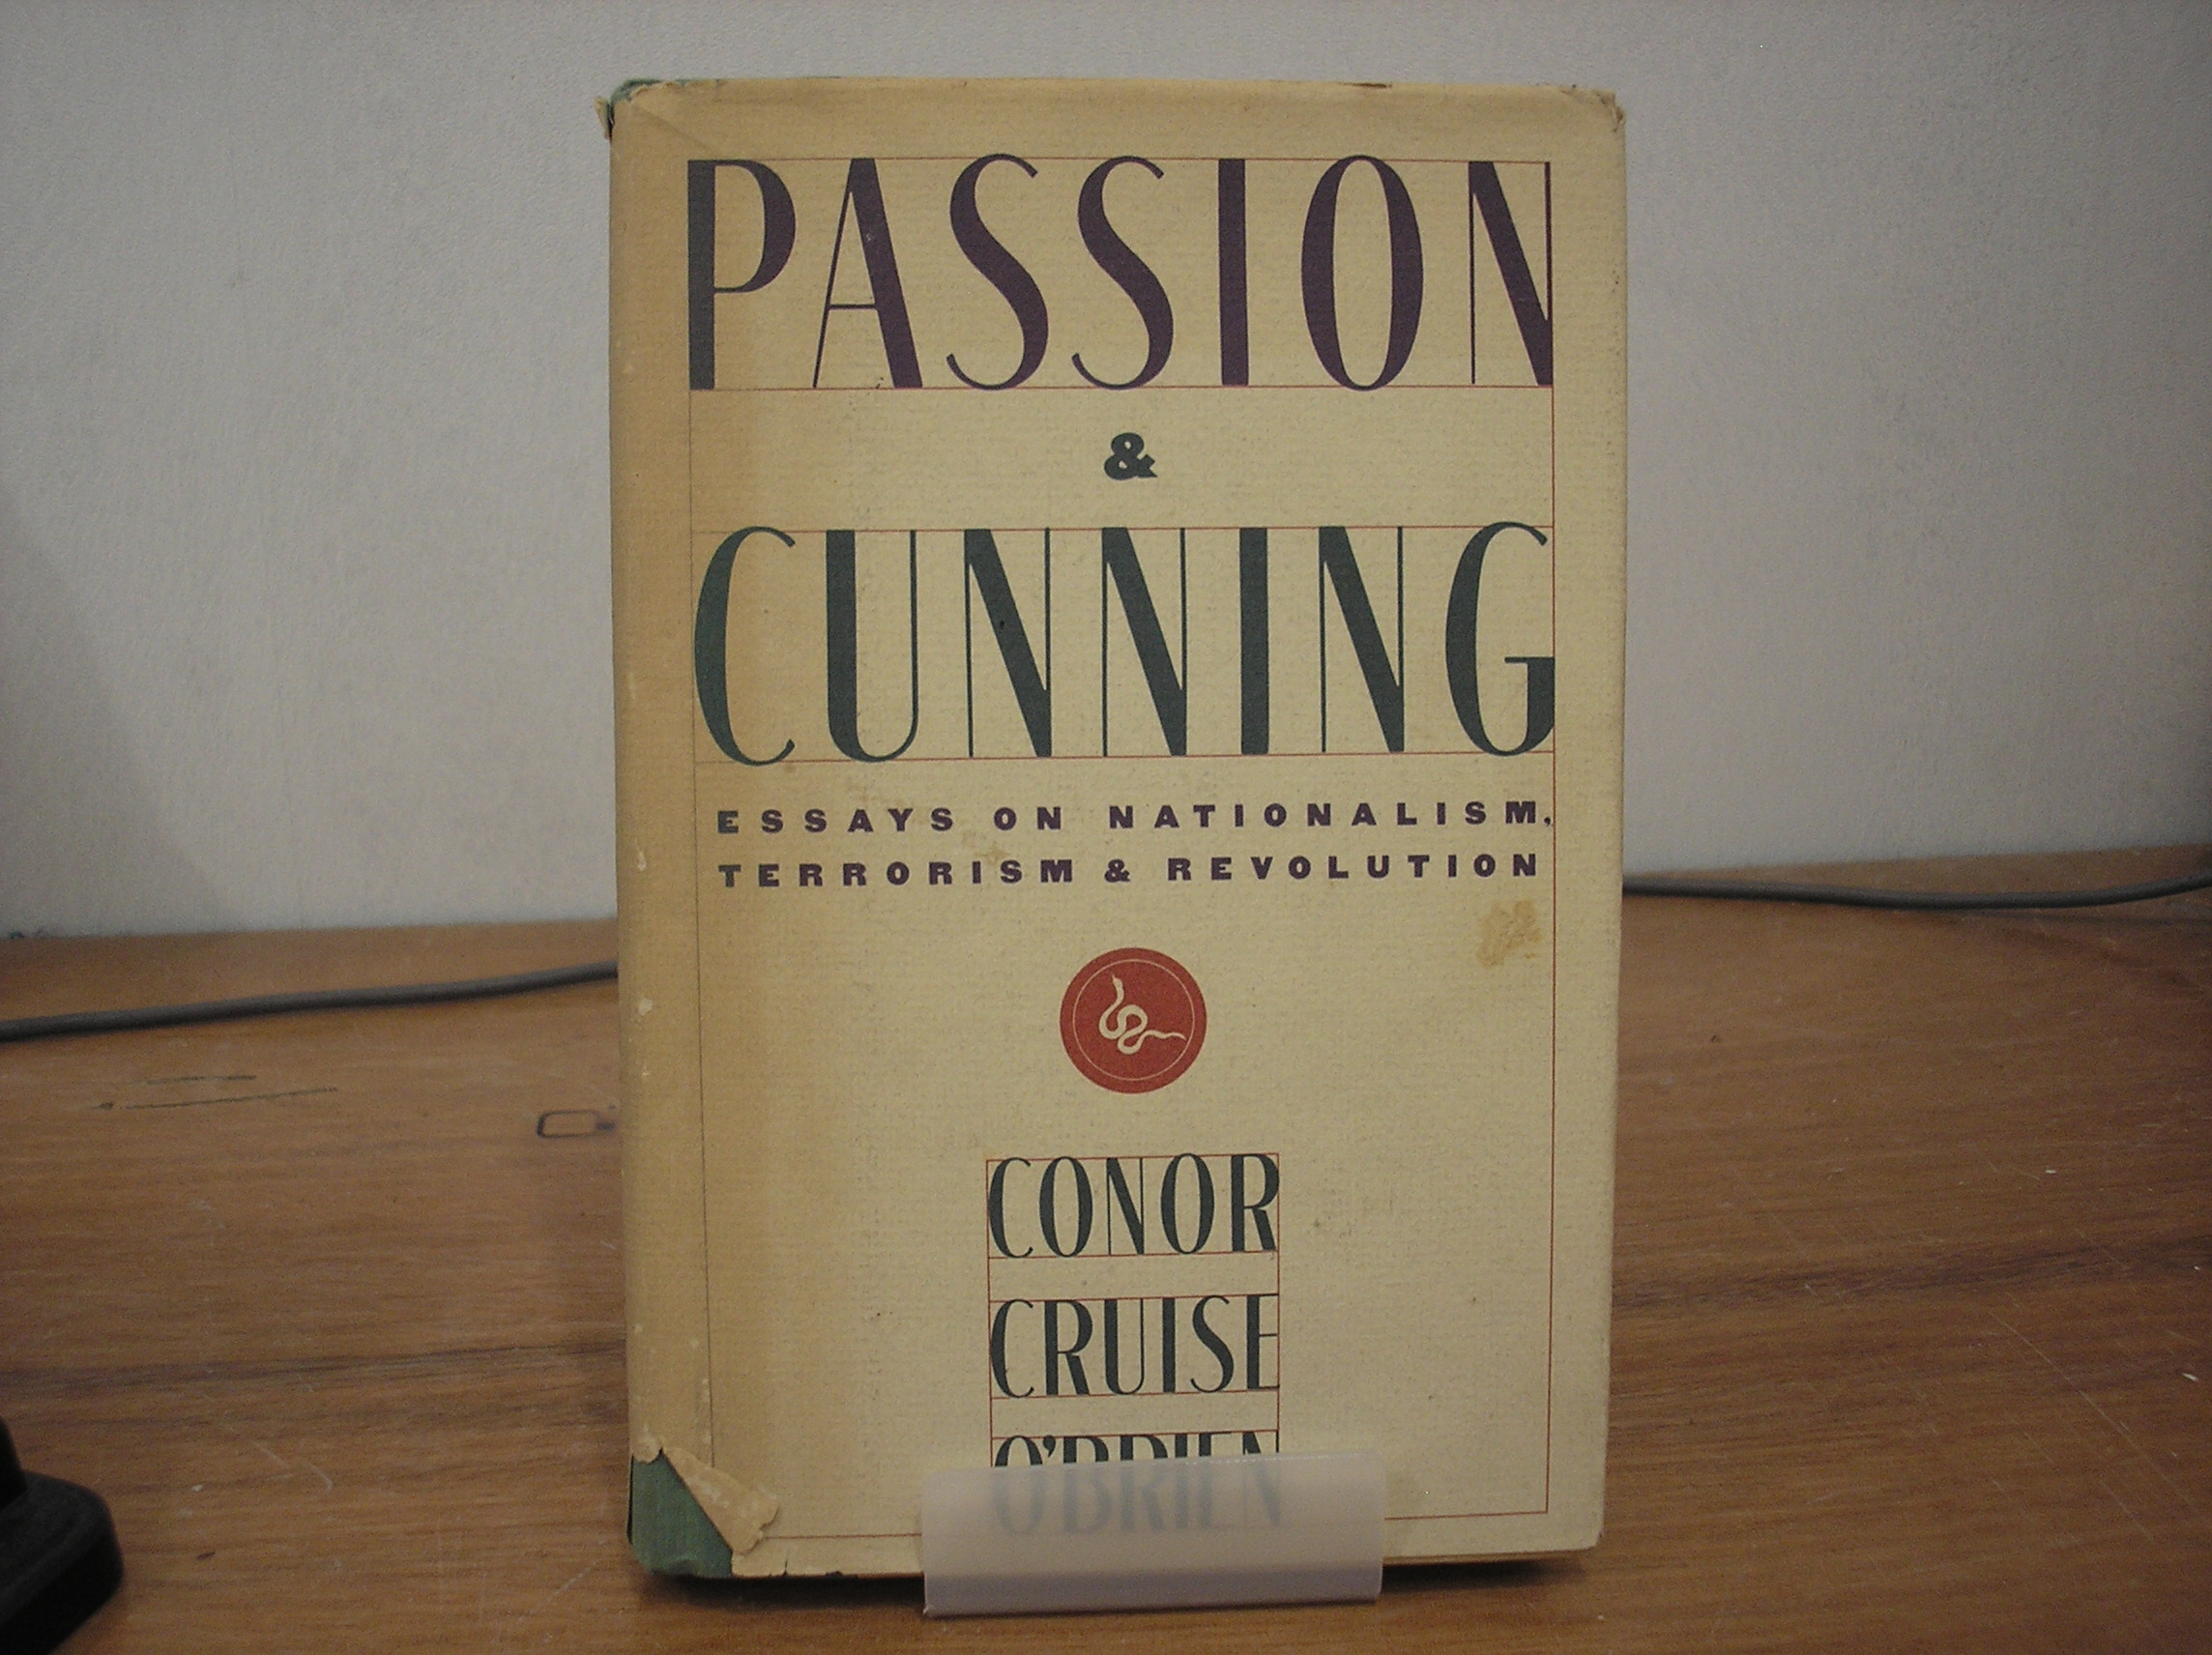 PASSION
&
CUNNING
ESSAYS ON NATIONALISM,
TERRORISM & REVOLUTION
CONOR
CRUISE
O'BRIEN